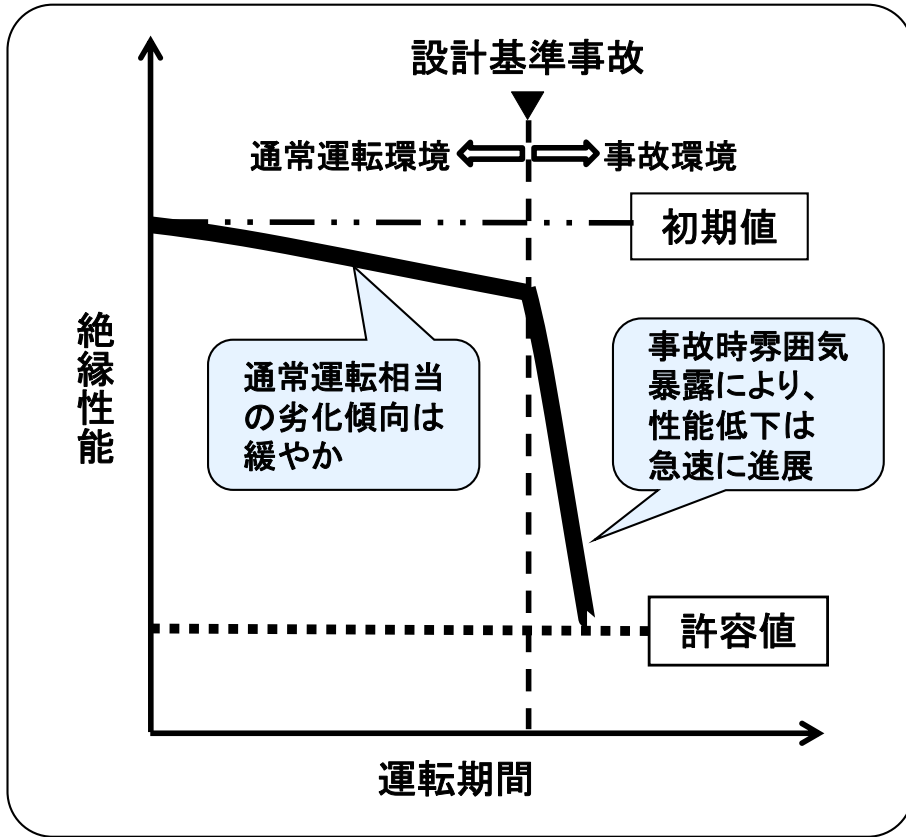 設計基準事故
通常運転環境
事故環境
初期値
通常運転相当
の劣化傾向は
緩やか
事故時雰囲気
暴露により、
性能低下は
急速に進展
絶縁性能
許容値
運転期間